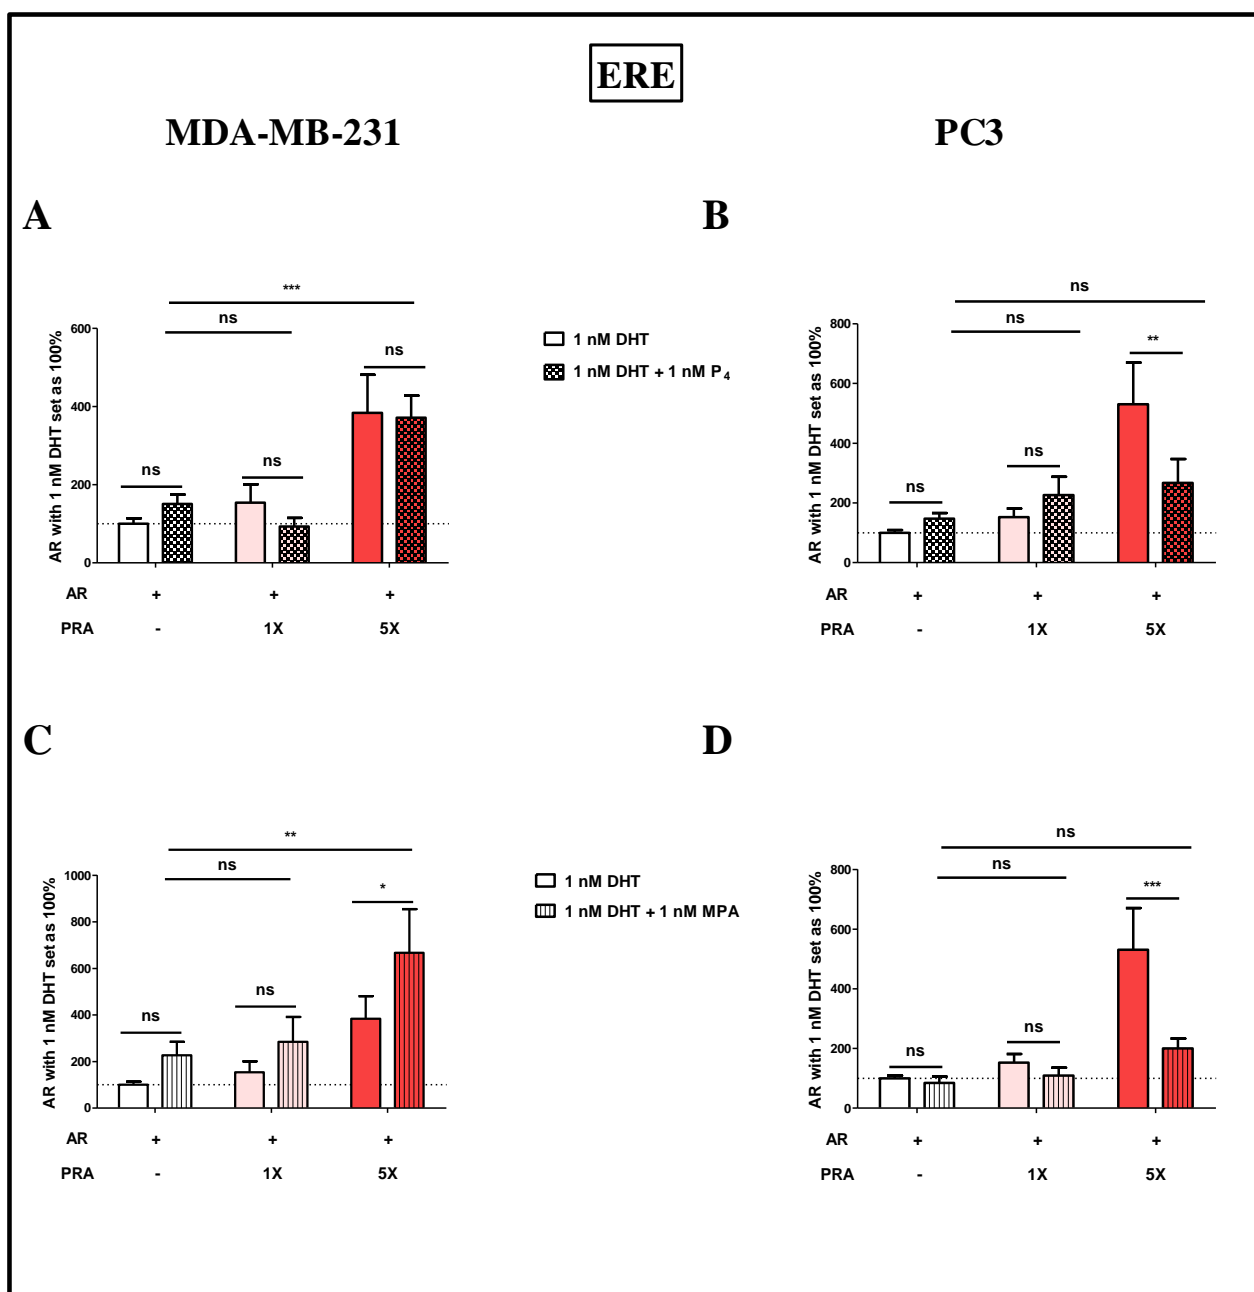 ERE
MDA-MB-231
PC3
A
***
ns
ns
ns
ns
AR with 1 nM DHT set as 100%
600
400
200
0
AR + + +
PRA - 1X 5X
1 nM DHT
1 nM DHT + 1 nM P4
B
ns
ns
**
ns
ns
AR with 1 nM DHT set as 100%
800
600
400
200
0
AR + + +
PRA - 1X 5X
C
**
ns
*
ns
ns
AR with 1 nM DHT set as 100%
1000
800
600
400
200
0
AR + + +
PRA - 1X 5X
1 nM DHT
1 nM DHT + 1 nM MPA
D
ns
ns
***
ns
ns
AR with 1 nM DHT set as 100%
800
600
400
200
0
AR + + +
PRA - 1X 5X